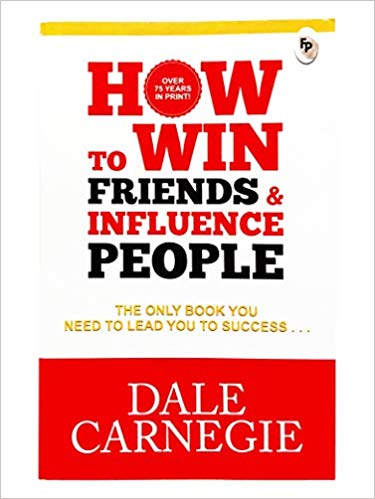 FP
HOW
OVER
75 YEARS
IN PRINT!
TO WIN
FRIENDS &
INFLUENCE
PEOPLE
THE ONLY BOOK YOU
NEED TO LEAD YOU TO SUCCESS . . .
DALE
CARNEGIE